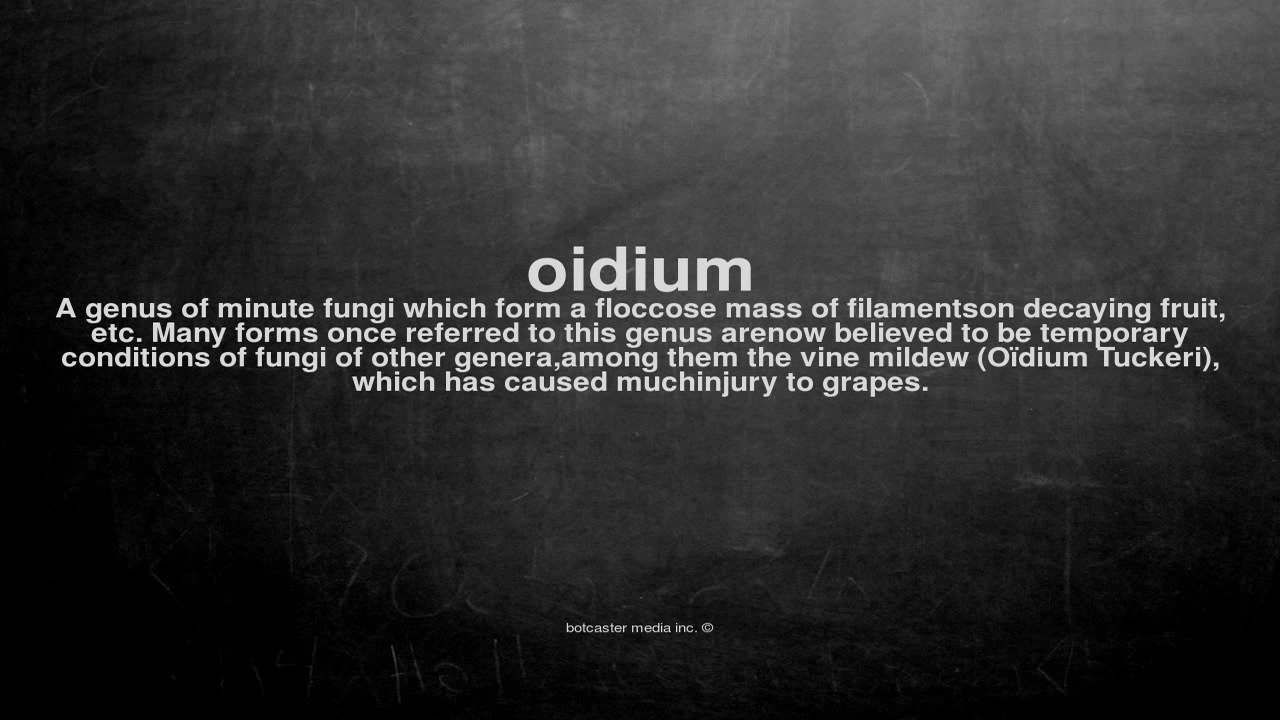 oidium
A genus of minute fungi which form a floccose mass of filamentson decaying fruit,
etc. Many forms once referred to this genus arenow believed to be temporary
conditions of fungi of other genera,among them the vine mildew (Oïdium Tuckeri),
which has caused muchinjury to grapes.
botcaster media inc. ©